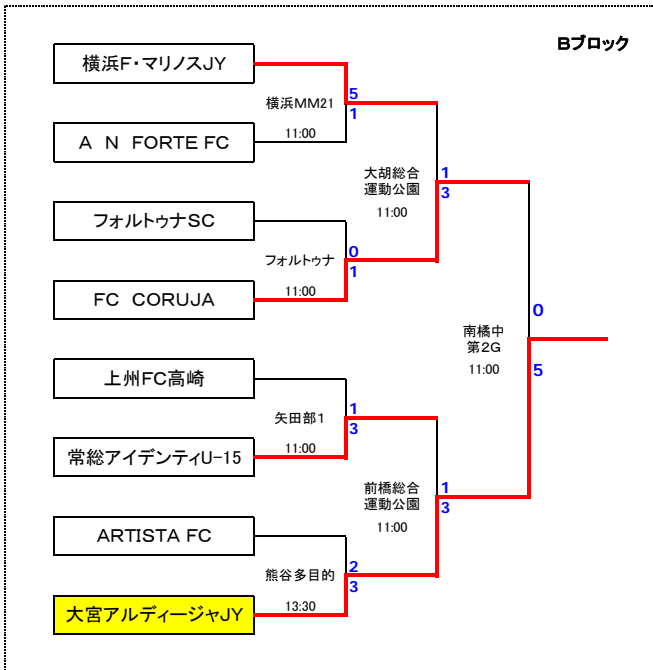 Bブロック
横浜F・マリノスJY
横浜MM21
5
1
11:00
A N FORTE FC
大胡総合
運動公園
11:00
1
3
フォルトゥナSC
フォルトゥナ
0
1
11:00
FC CORUJA
南橘中
第2G
11:00
0
5
上州FC高崎
矢田部1
1
3
11:00
常総アイデンティU-15
前橋総合
運動公園
11:00
1
3
ARTISTA FC
熊谷多目的
2
3
13:30
大宮アルディージャJY